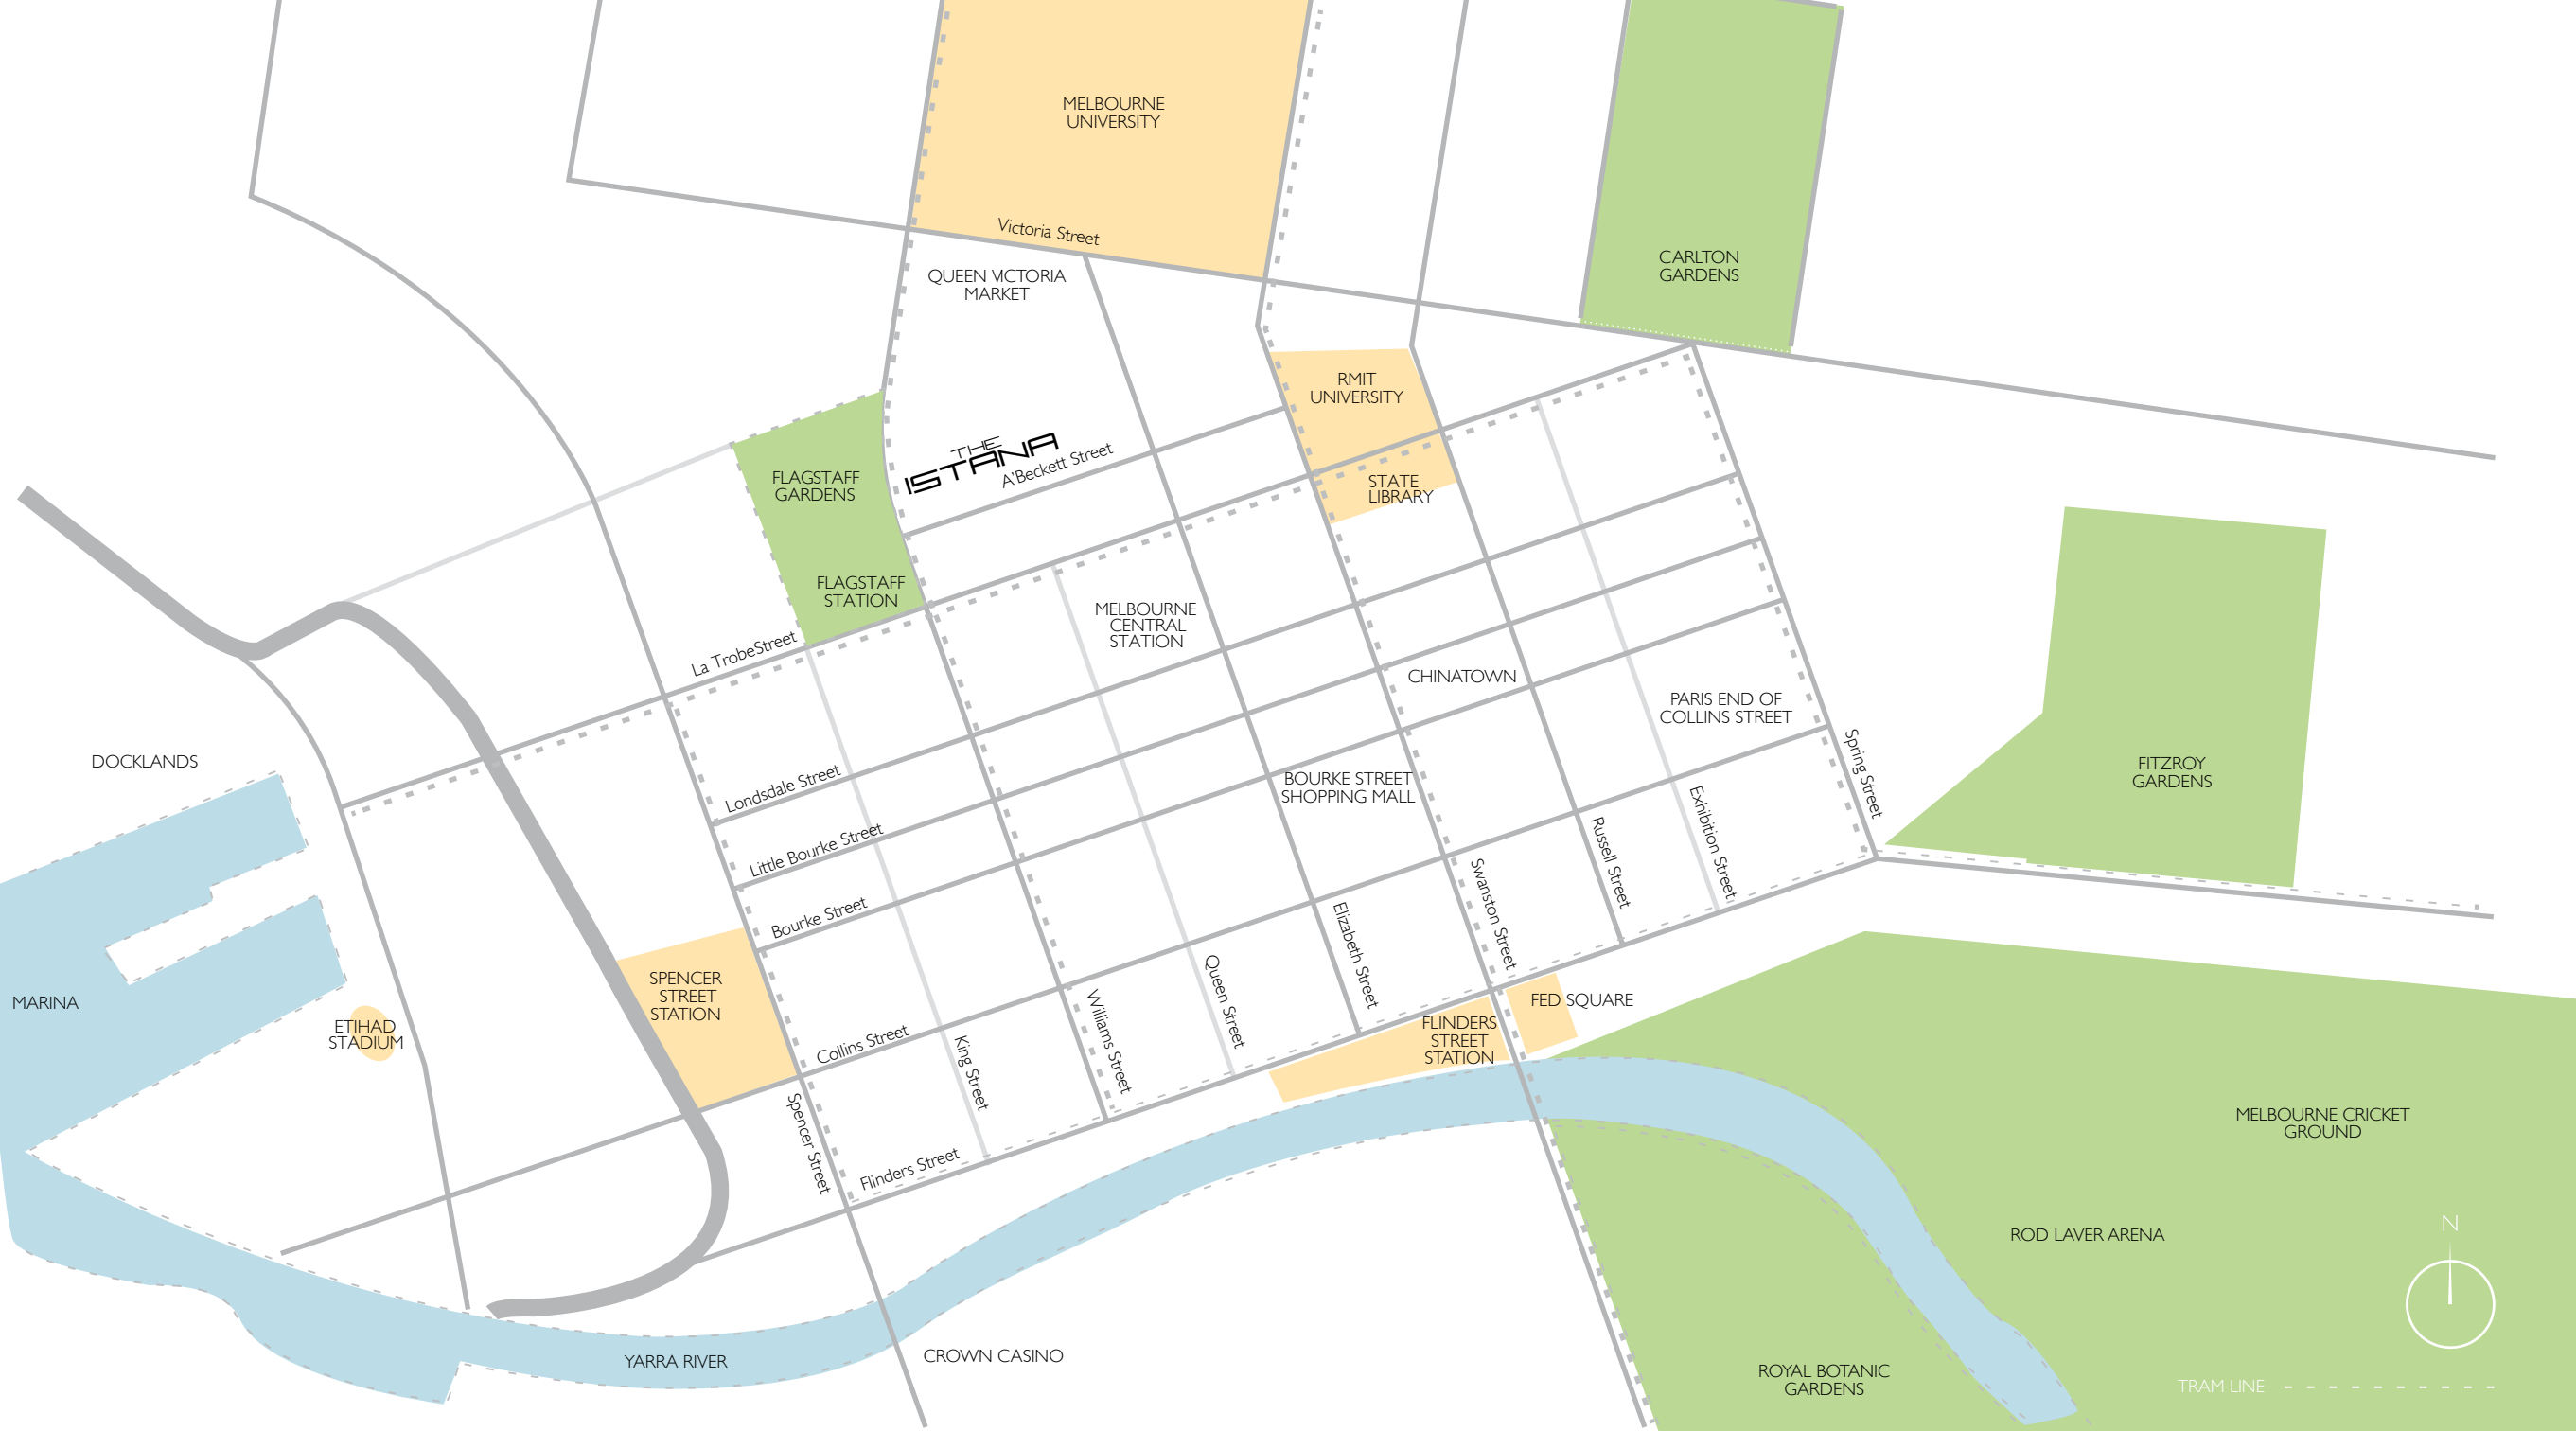 MELBOURNE
UNIVERSITY
Victoria Street
QUEEN VICTORIA
MARKET
CARLTON
GARDENS
RMIT
UNIVERSITY
THE
ISTANA
A'Beckett Street
FLAGSTAFF
GARDENS
STATE
LIBRARY
FLAGSTAFF
STATION
MELBOURNE
CENTRAL
STATION
La TrobeStreet
CHINATOWN
PARIS END OF
COLLINS STREET
DOCKLANDS
Spring Street
FITZROY
GARDENS
Londsdale Street
BOURKE STREET
SHOPPING MALL
Exhibition Street
Little Bourke Street
Russell Street
Swanston Street
Bourke Street
Elizabeth Street
SPENCER
STREET
STATION
Queen Street
MARINA
FED SQUARE
ETIHAD
STADIUM
Williams Street
FLINDERS
STREET
STATION
Collins Street
King Street
Spencer Street
MELBOURNE CRICKET
GROUND
Flinders Street
ROD LAVER ARENA
N
YARRA RIVER
CROWN CASINO
ROYAL BOTANIC
GARDENS
TRAM LINE